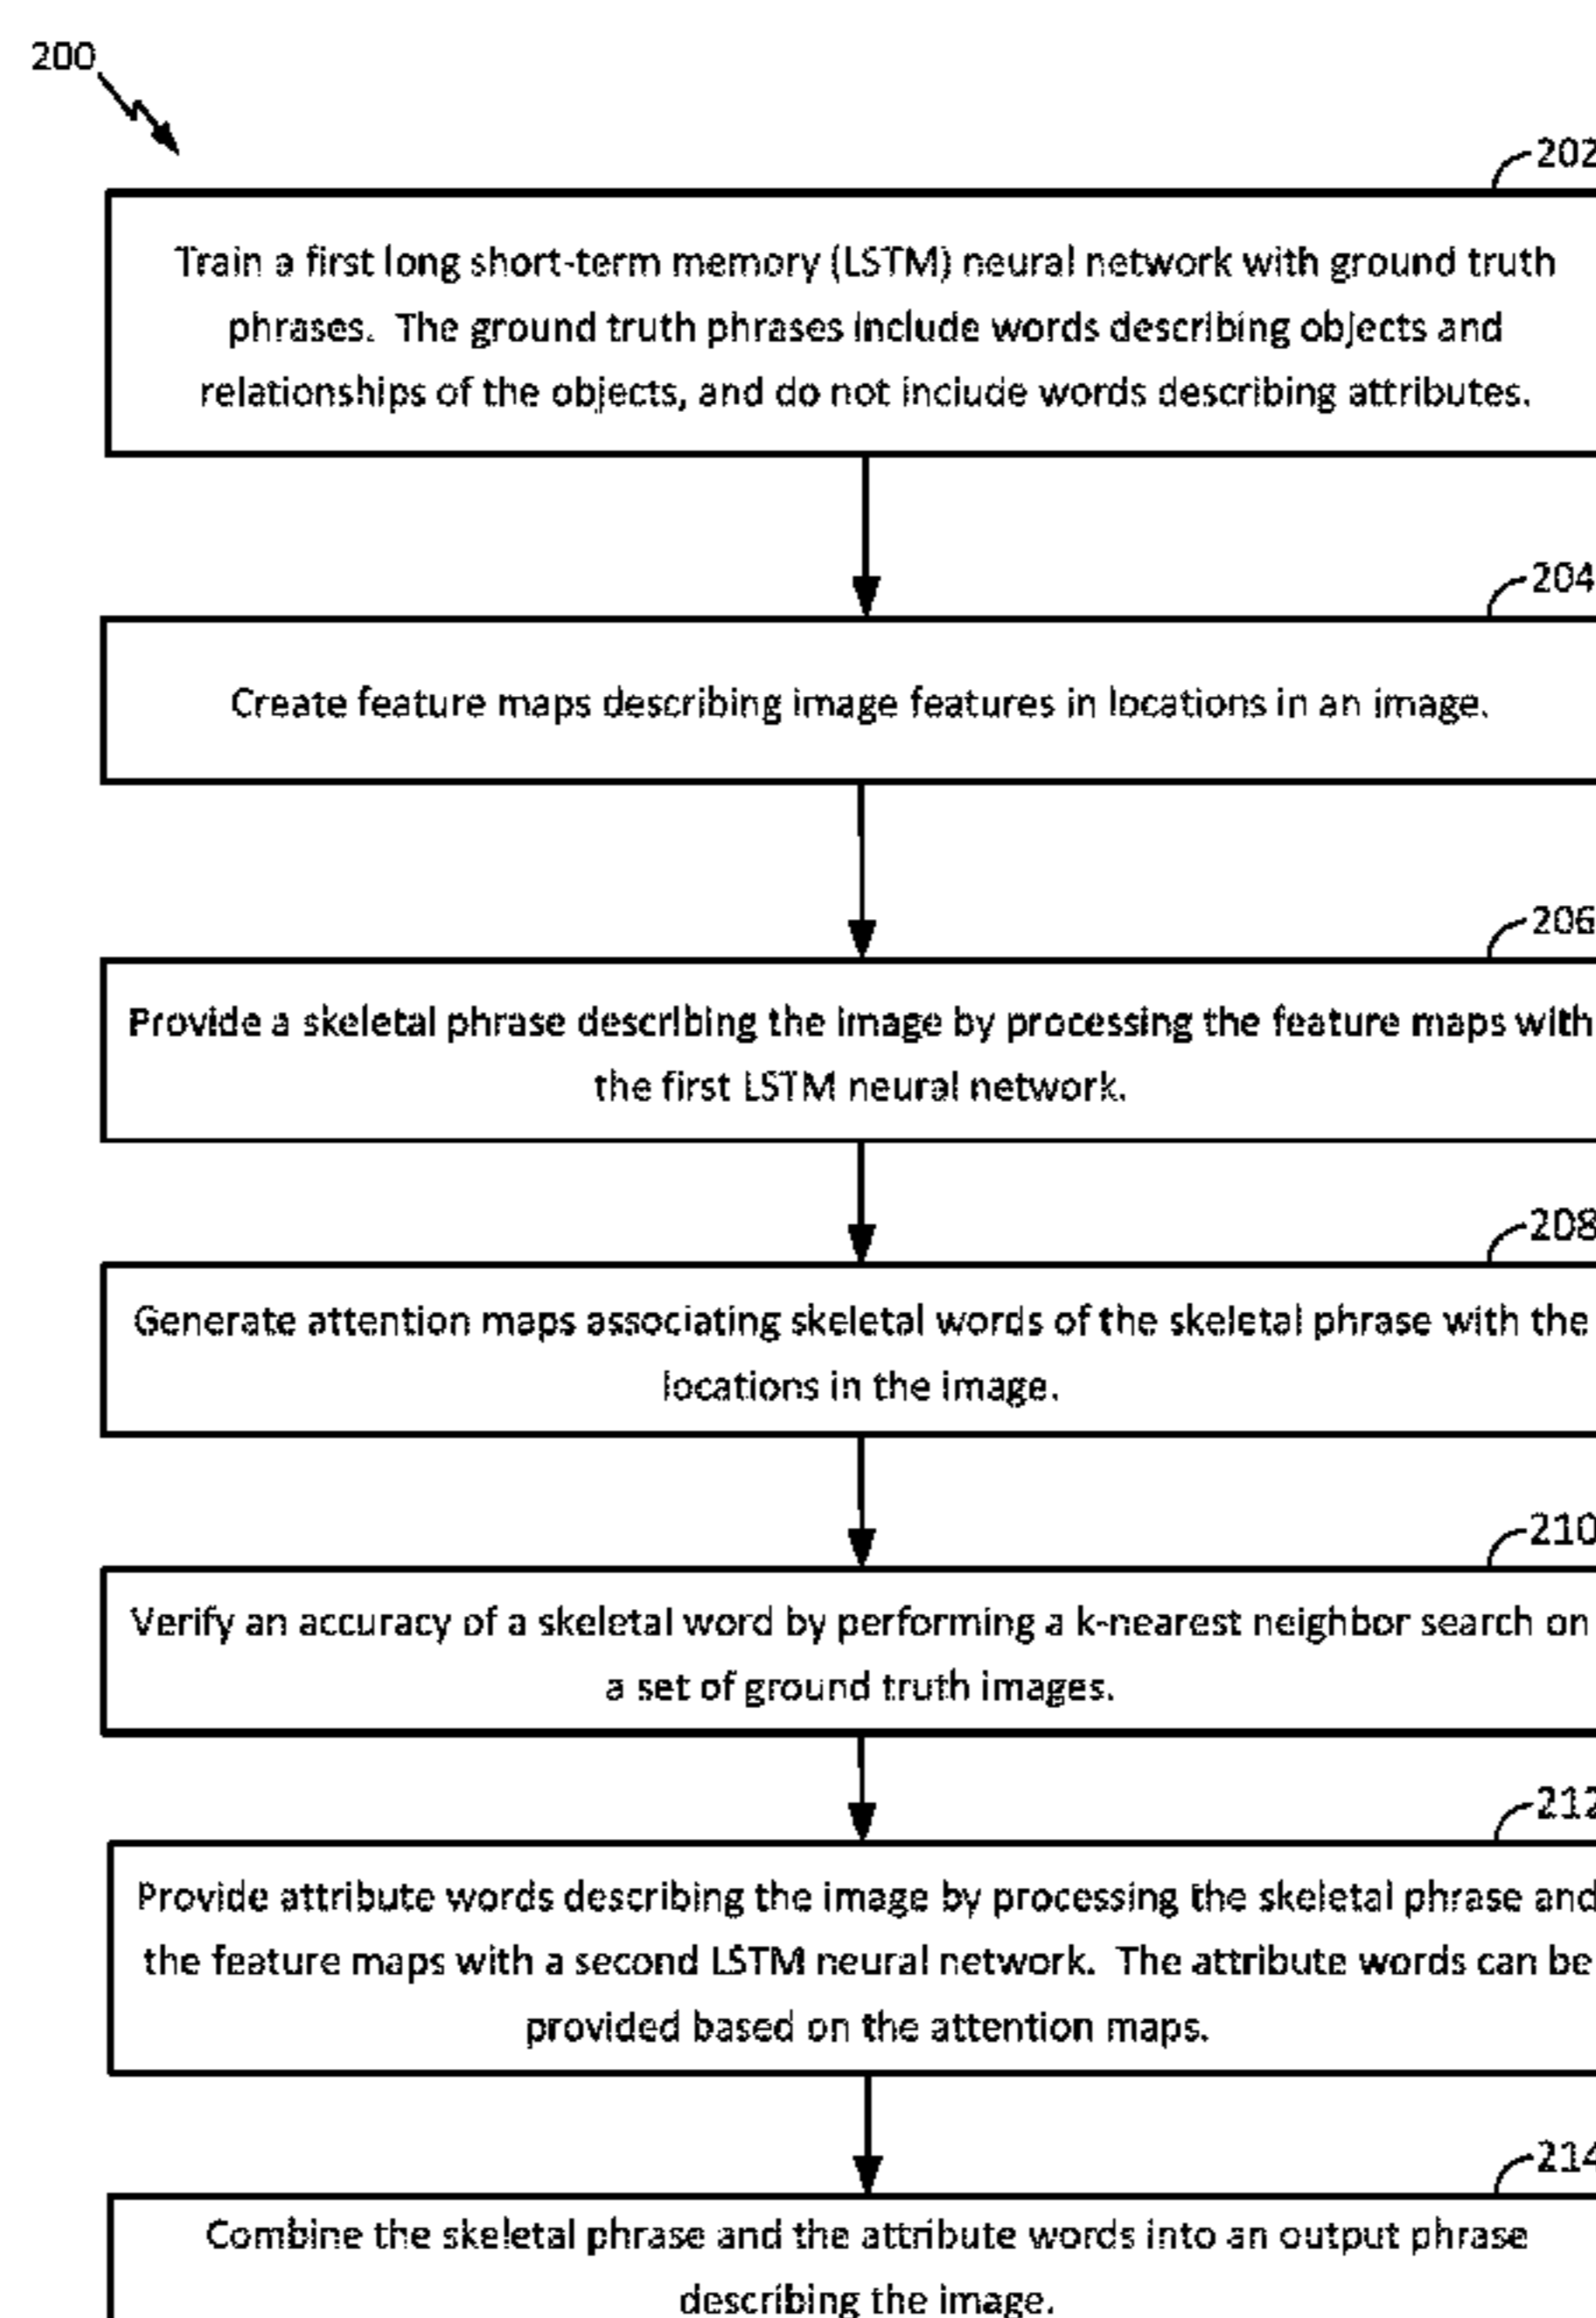 200
202
Train a first long short-term memory (LSTM) neural network with ground truth
phrases. The ground truth phrases include words describing objects and
relationships of the objects, and do not include words describing attributes.
204
Create feature maps describing image features in locations in an image.
206
Provide a skeletal phrase describing the image by processing the feature maps with
the first LSTM neural network.
208
Generate attention maps associating skeletal words of the skeletal phrase with the
locations in the image.
210
Verify an accuracy of a skeletal word by performing a k-nearest neighbor search on
a set of ground truth images.
212
Provide attribute words describing the image by processing the skeletal phrase and
the feature maps with a second LSTM neural network. The attribute words can be
provided based on the attention maps.
214
Combine the skeletal phrase and the attribute words into an output phrase
describing the image.